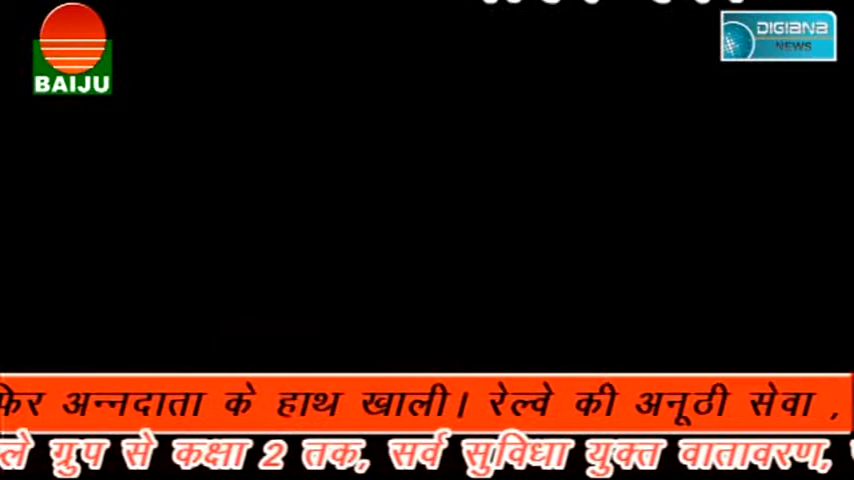 BAIJU
DIGIANA
NEWS
फिर अन्नदाता के हाथ खाली। रेल्वे की अनूठी सेवा ,
ग्रुप से कक्षा 2 तक, सर्व सुविधा युक्त वातावरण,